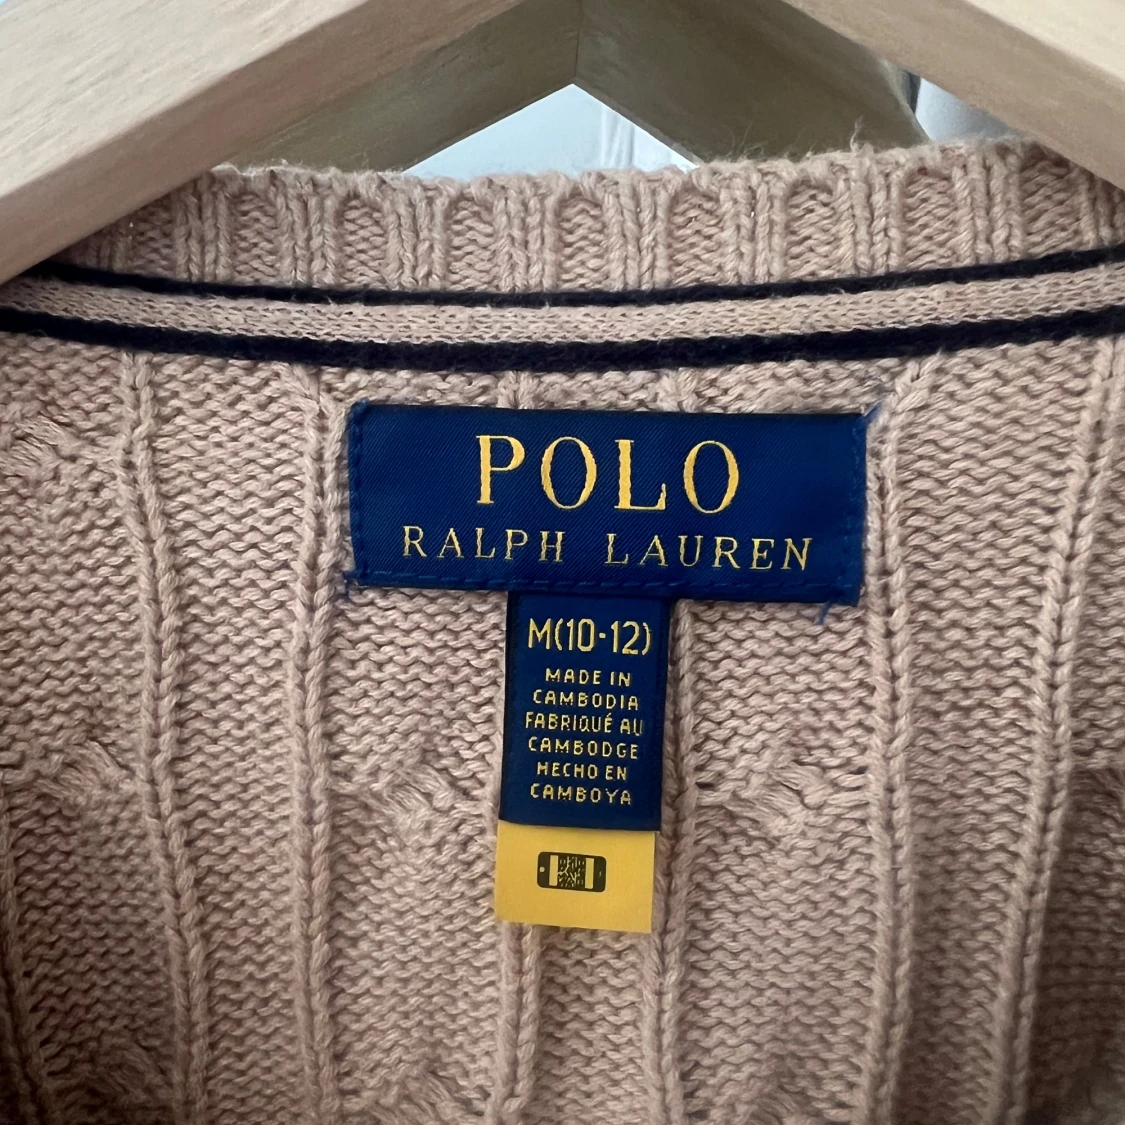 POLO
RALPH LAUREN
M(10-12)
MADE IN
CAMBODIA
FABRIQUÉ AU
CAMBODGE
HECHO EN
CAMBOYA